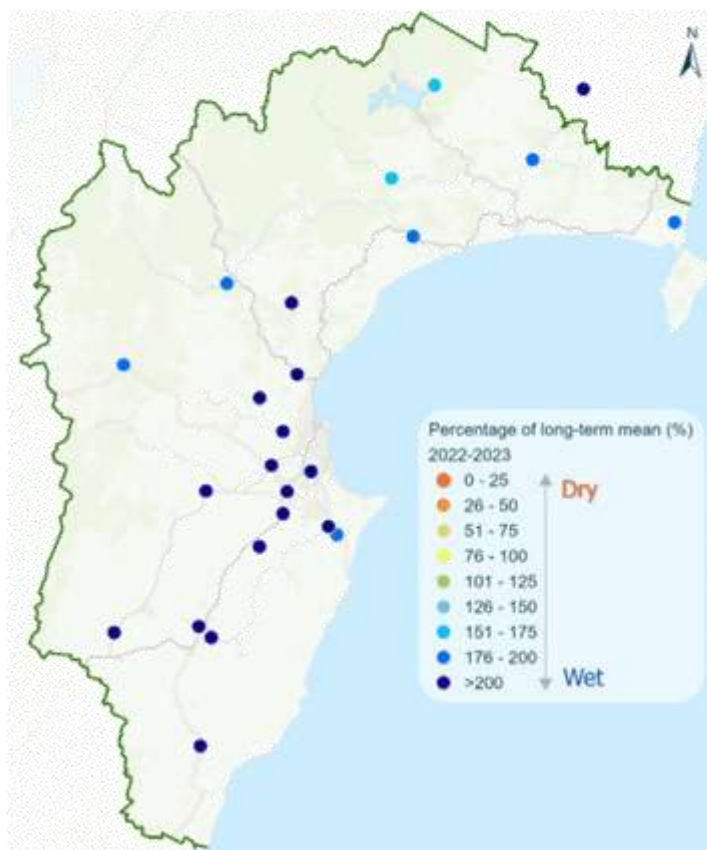 N
Percentage of long-term mean (%)
2022-2023
0 - 25
26 - 50
51 - 75
76 - 100
101 - 125
126 - 150
151 - 175
176 - 200
>200
Dry
Wet